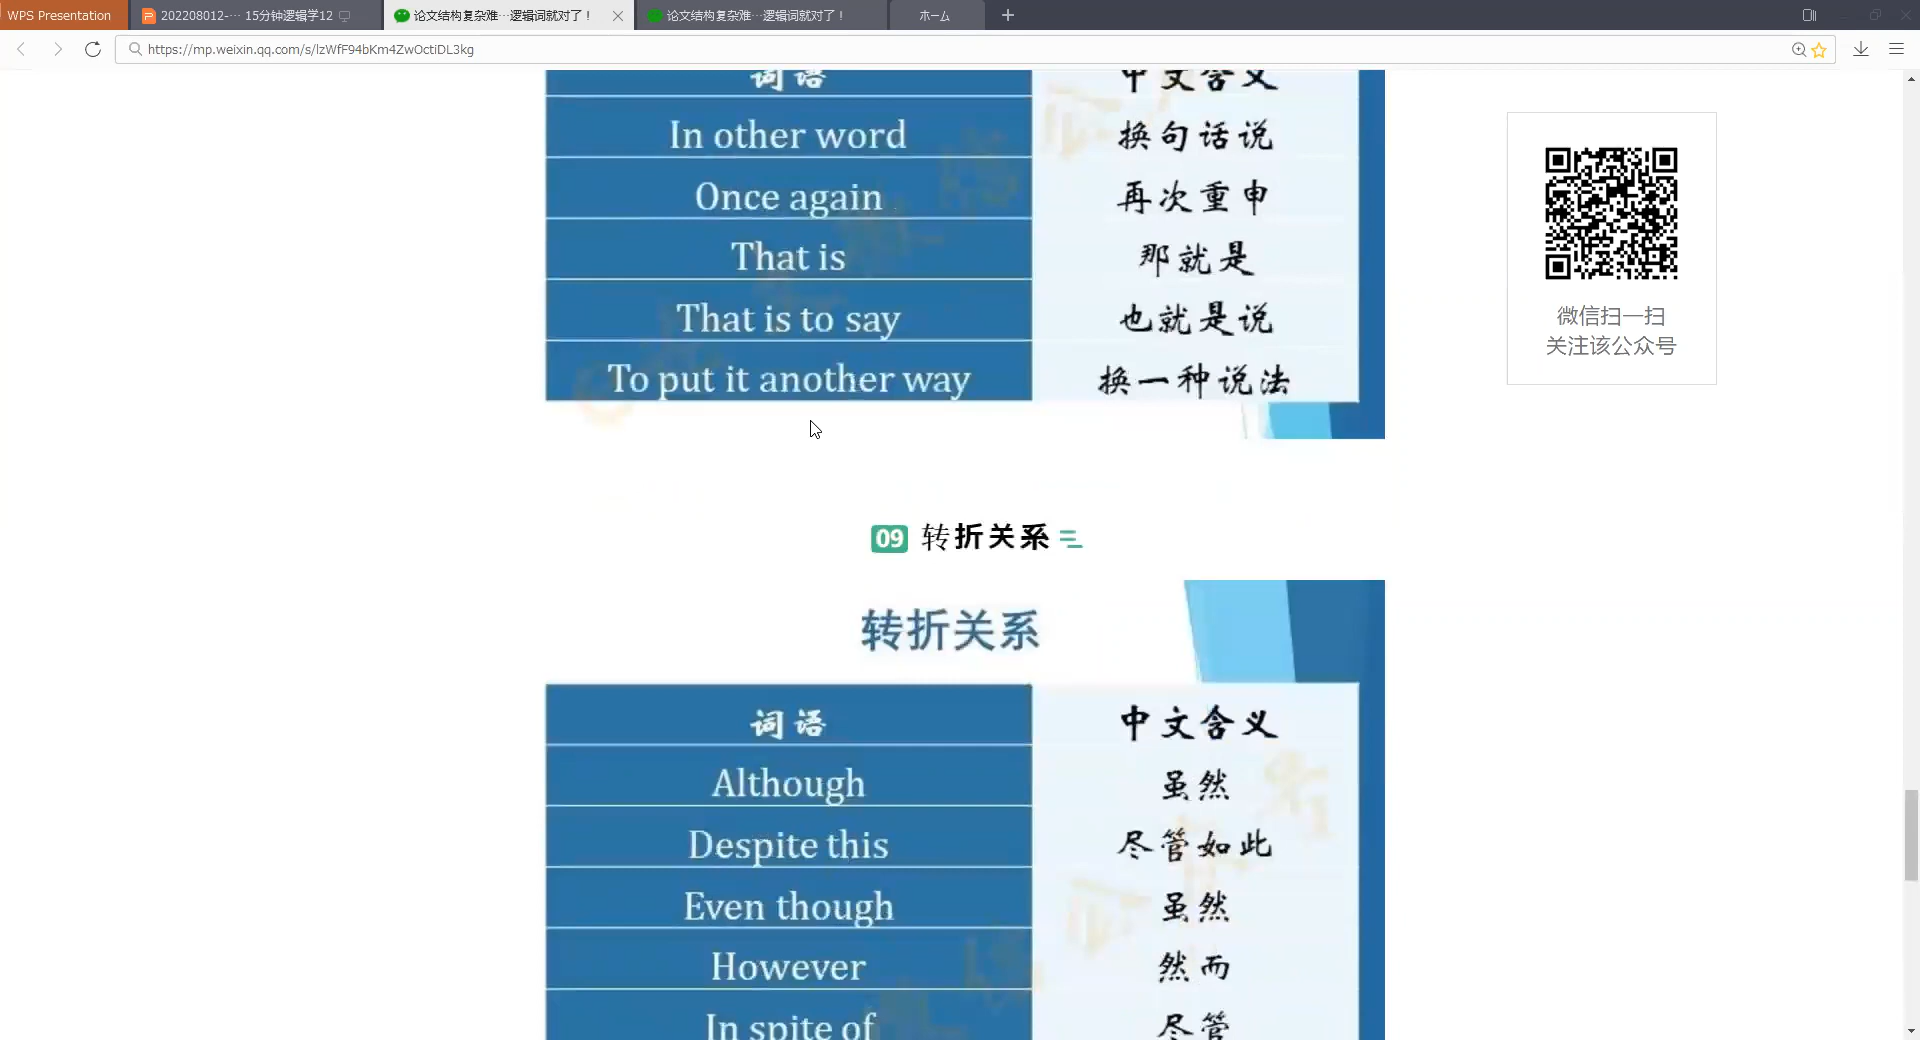 WPS Presentation
202208012-··· 15分钟逻辑学12
论文结构复杂难···逻辑词就对了！
论文结构复杂难···逻辑词就对了！
ホーム
https://mp.weixin.qq.com/s/lzWfF94bKm4ZwOctiDL3kg
词语 中文含义
In other word 换句话说
Once again 再次重申
That is 那就是
That is to say 也就是说
To put it another way 换一种说法
微信扫一扫
关注该公众号
09 转折关系
转折关系
词语 中文含义
Although 虽然
Despite this 尽管如此
Even though 虽然
However 然而
In spite of 尽管